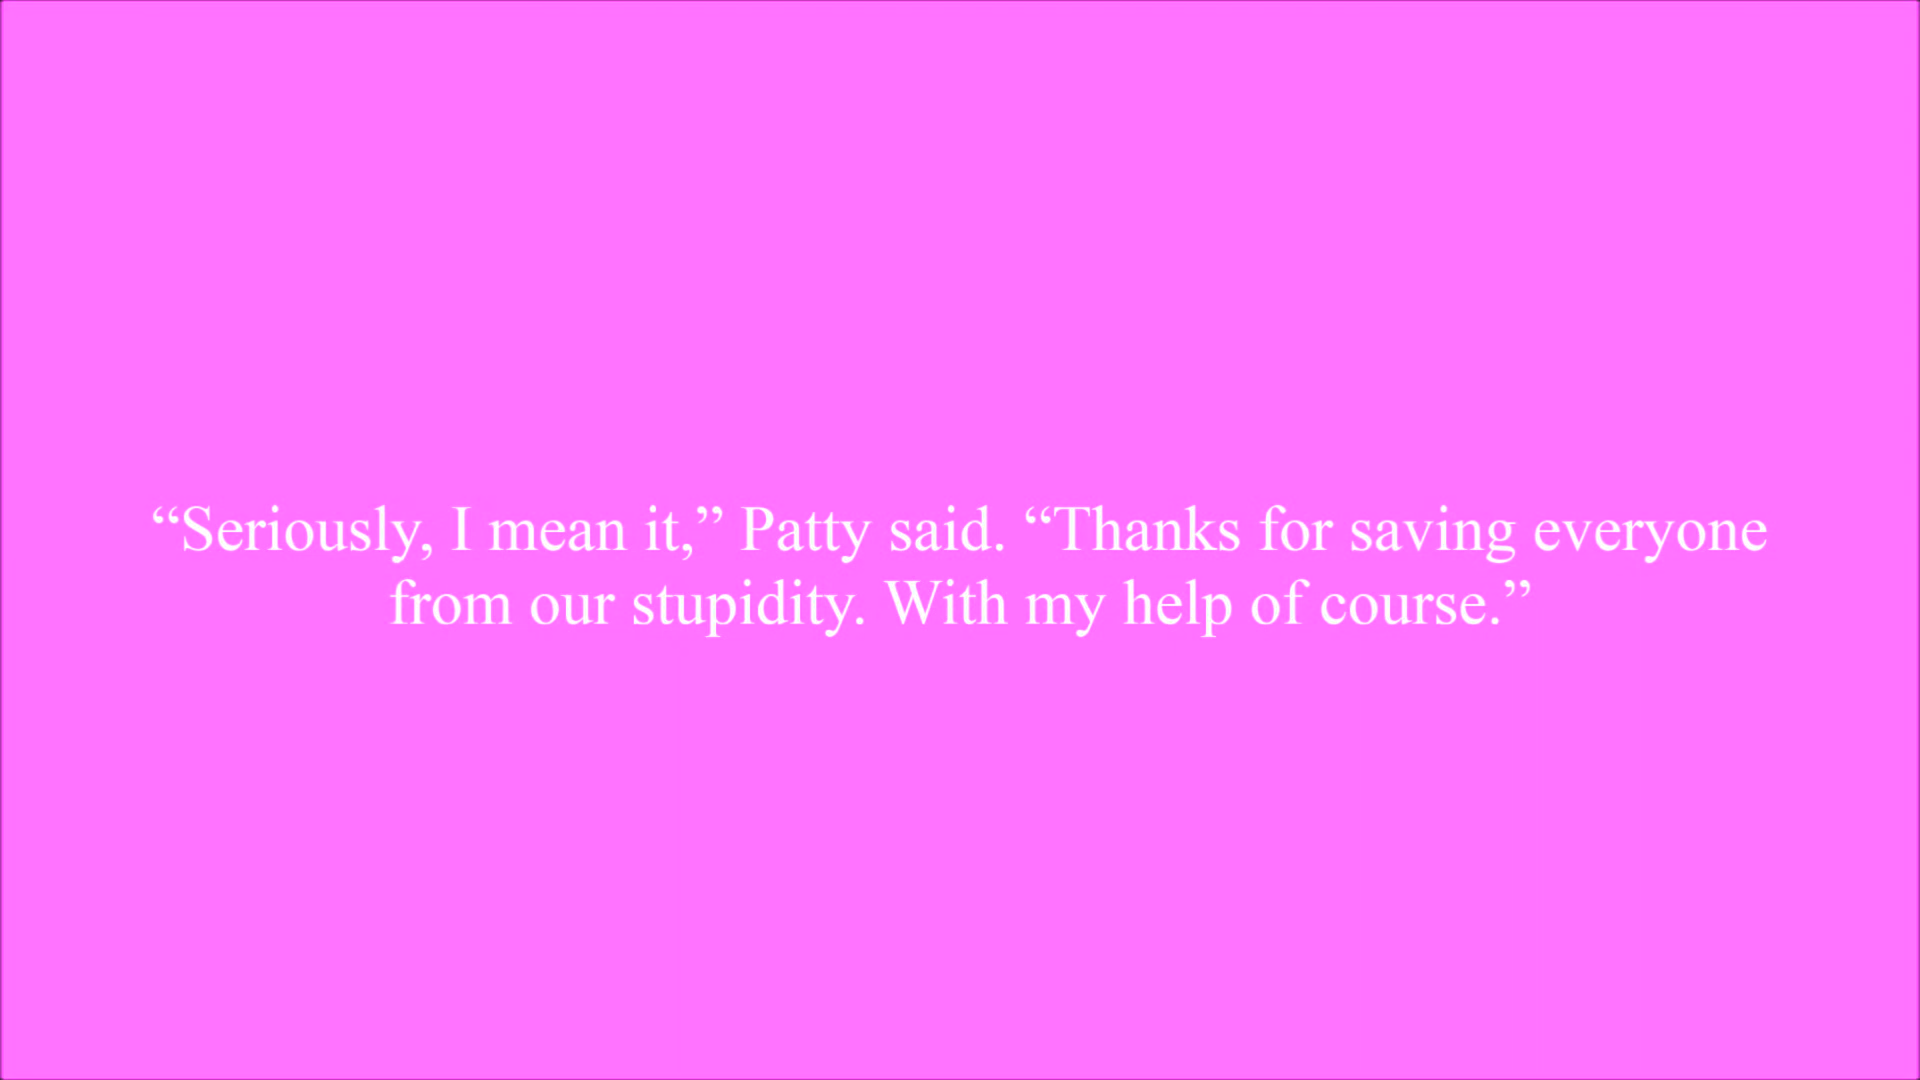 “Seriously, I mean it,” Patty said. “Thanks for saving everyone
from our stupidity. With my help of course.”